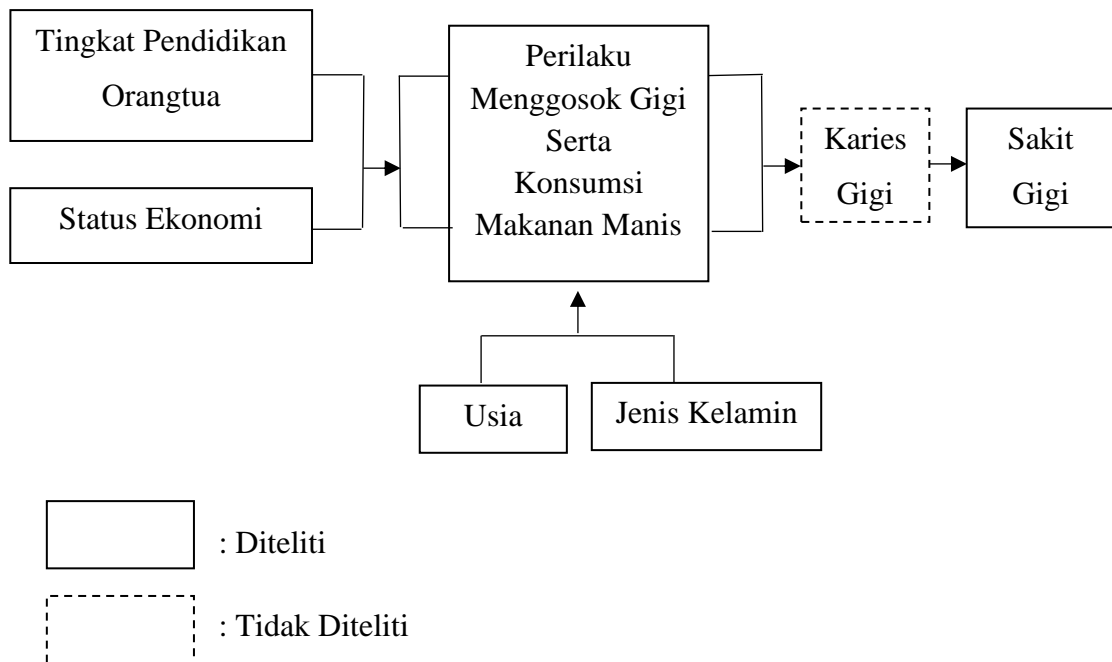 Tingkat Pendidikan
Orangtua
Status Ekonomi
Perilaku
Menggosok Gigi
Serta
Konsumsi
Makanan Manis
Karies
Gigi
Sakit
Gigi
Usia
Jenis Kelamin
: Diteliti
: Tidak Diteliti